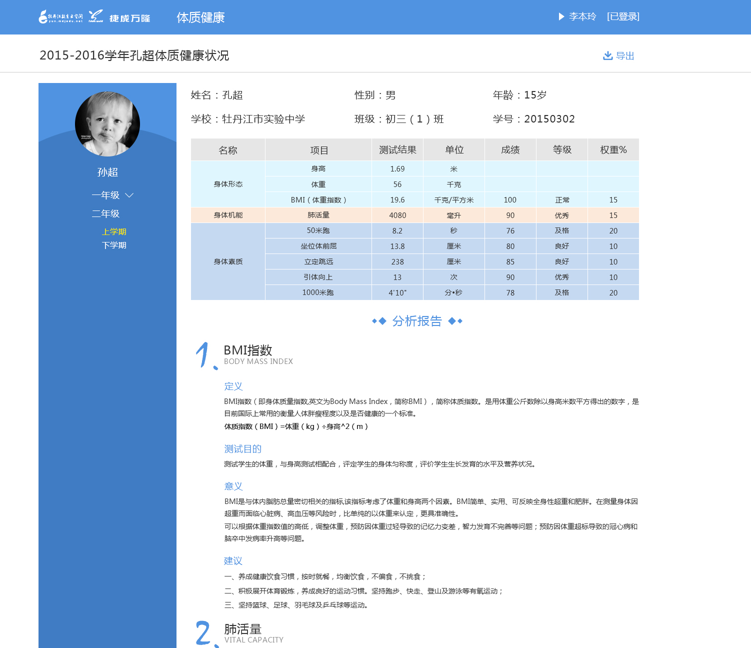 捷成万隆 体质健康 李本玲 [已登录]
2015-2016学年孔超体质健康状况 导出
孙超
一年级
二年级
上学期
下学期
姓名：孔超 性别：男 年龄：15岁
学校：牡丹江市实验中学 班级：初三（1）班 学号：20150302
名称 项目 测试结果 单位 成绩 等级 权重%
身体形态
身高 1.69 米
体重 56 千克
BMI（体重指数） 19.6 千克/平方米 100 正常 15
身体机能 肺活量 4080 毫升 90 优秀 15
身体素质
50米跑 8.2 秒 76 及格 20
坐位体前屈 13.8 厘米 80 良好 10
立定跳远 238 厘米 85 良好 10
引体向上 13 次 90 优秀 10
1000米跑 4'10" 分•秒 78 及格 20
分析报告
1、BMI指数
BODY MASS INDEX
定义
BMI指数（即身体质量指数,英文为Body Mass Index，简称BMI），简称体质指数。是用体重公斤数除以身高米数平方得出的数字，是
目前国际上常用的衡量人体胖瘦程度以及是否健康的一个标准。
体质指数（BMI）=体重（kg）÷身高^2（m）
测试目的
测试学生的体重，与身高测试相配合，评定学生的身体匀称度，评价学生生长发育的水平及营养状况。
意义
BMI是与体内脂肪总量密切相关的指标,该指标考虑了体重和身高两个因素。BMI简单、实用、可反映全身性超重和肥胖。在测量身体因
超重而面临心脏病、高血压等风险时，比单纯的以体重来认定，更具准确性。
可以根据体重指数值的高低，调整体重，预防因体重过轻导致的记忆力变差，智力发育不完善等问题；预防因体重超标导致的冠心病和
脑卒中发病率升高等问题。
建议
一、养成健康饮食习惯，按时就餐，均衡饮食，不偏食，不挑食；
二、积极展开体育锻炼，养成良好的运动习惯。坚持跑步、快走、登山及游泳等有氧运动；
三、坚持篮球、足球、羽毛球及乒乓球等运动。
2、肺活量
VITAL CAPACITY